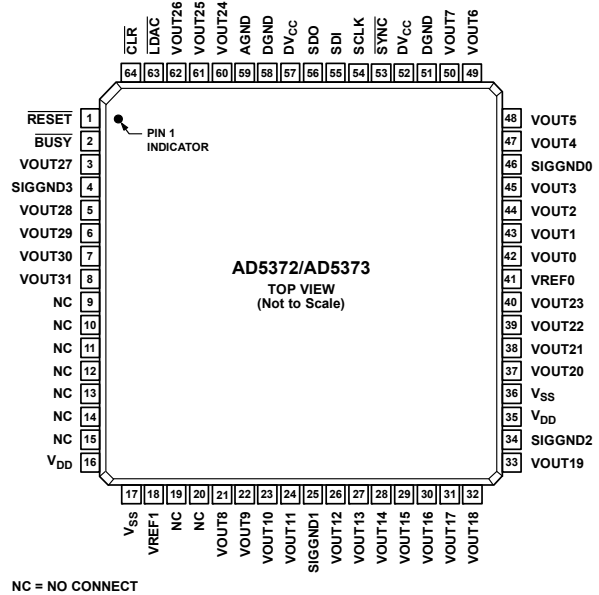 CLR
LDAC
VOUT26
VOUT25
VOUT24
AGND
DGND
DVCC
SDO
SDI
SCLK
SYNC
DVCC
DGND
VOUT7
VOUT6
64 63 62 61 60 59 58 57 56 55 54 53 52 51 50 49
RESET 1
BUSY 2
VOUT27 3
SIGGND3 4
VOUT28 5
VOUT29 6
VOUT30 7
VOUT31 8
NC 9
NC 10
NC 11
NC 12
NC 13
NC 14
NC 15
VDD 16
PIN 1
INDICATOR
AD5372/AD5373
TOP VIEW
(Not to Scale)
48 VOUT5
47 VOUT4
46 SIGGND0
45 VOUT3
44 VOUT2
43 VOUT1
42 VOUT0
41 VREF0
40 VOUT23
39 VOUT22
38 VOUT21
37 VOUT20
36 VSS
35 VDD
34 SIGGND2
33 VOUT19
17 18 19 20 21 22 23 24 25 26 27 28 29 30 31 32
VSS
VREF1
NC
NC
VOUT8
VOUT9
VOUT10
VOUT11
SIGGND1
VOUT12
VOUT13
VOUT14
VOUT15
VOUT16
VOUT17
VOUT18
NC = NO CONNECT